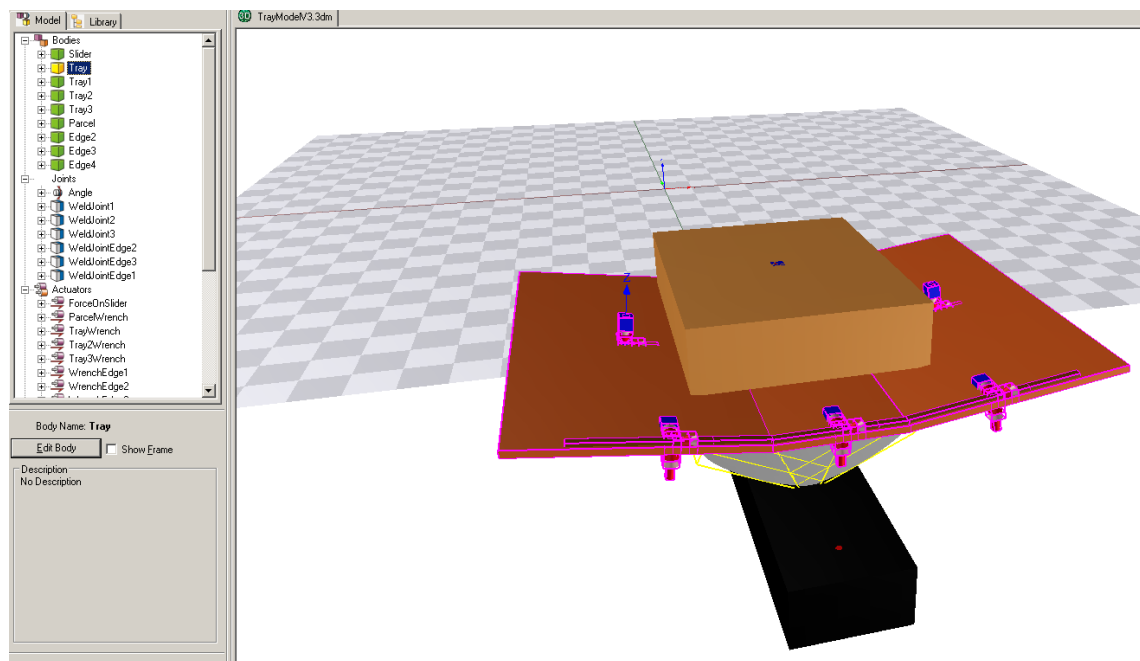 Model
Library
TrayModelV3.3dm
Bodies
Slider
Tray
Tray1
Tray2
Tray3
Parcel
Edge2
Edge3
Edge4
Joints
Angle
WeldJoint1
WeldJoint2
WeldJoint3
WeldJointEdge2
WeldJointEdge3
WeldJointEdge1
Actuators
ForceOnSlider
ParcelWrench
TrayWrench
Tray2Wrench
Tray3Wrench
WrenchEdge1
WrenchEdge2
Body Name: Tray
Edit Body
Show Frame
Description
No Description
Z